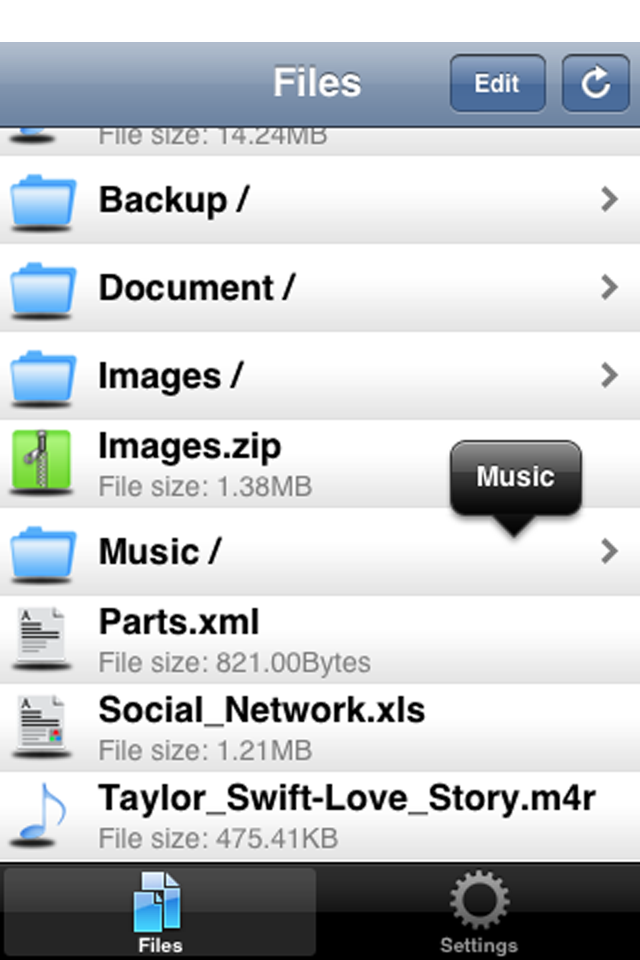 Files
Edit
File size: 14.24MB
Backup /
Document /
Images /
Images.zip
File size: 1.38MB
Music
Music /
Parts.xml
File size: 821.00Bytes
Social_Network.xls
File size: 1.21MB
Taylor_Swift-Love_Story.m4r
File size: 475.41KB
Files
Settings